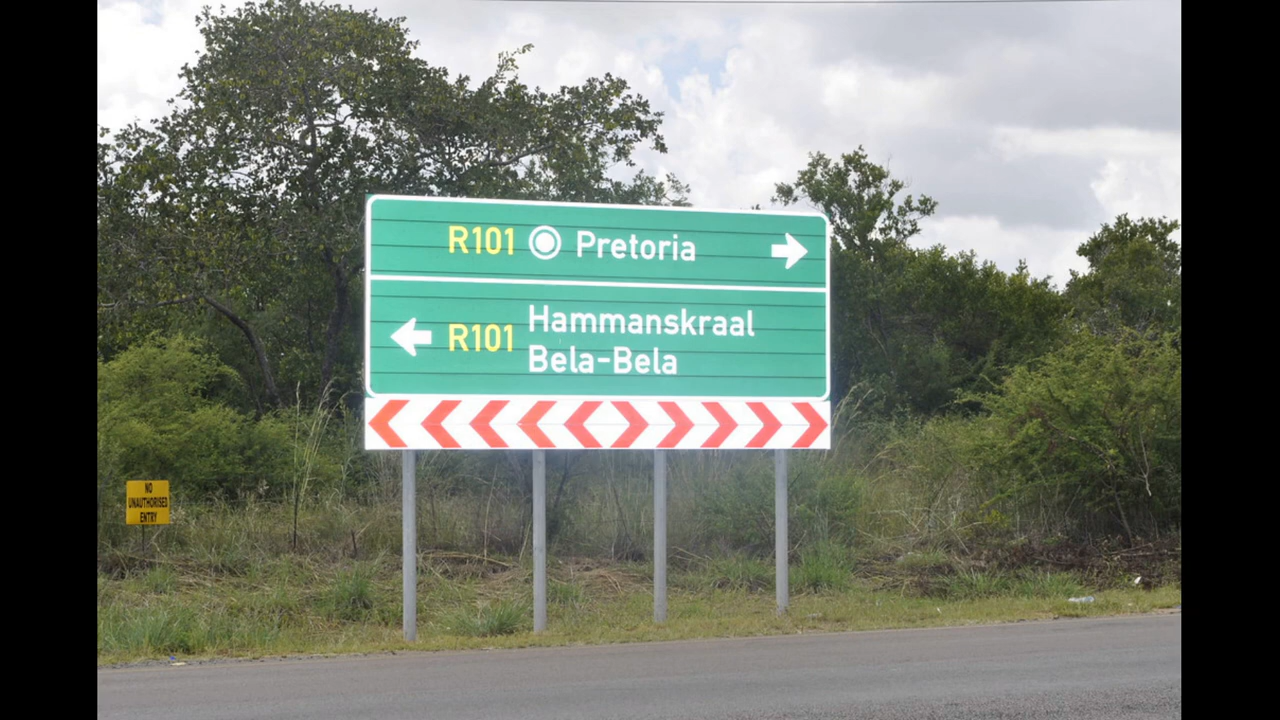 R101 Pretoria
R101 Hammanskraal
Bela-Bela
NO
UNAUTHORISED
ENTRY